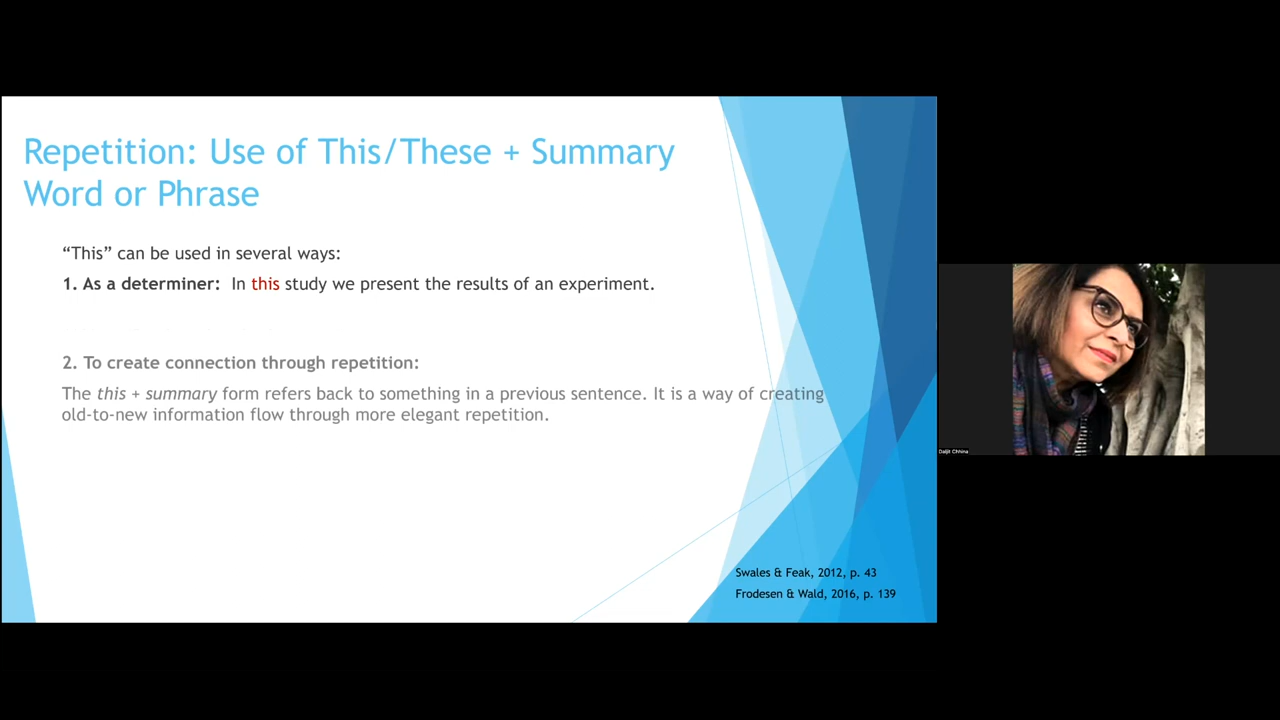 Repetition: Use of This/These + Summary
Word or Phrase
“This” can be used in several ways:
1. As a determiner: In this study we present the results of an experiment.
2. To create connection through repetition:
The this + summary form refers back to something in a previous sentence. It is a way of creating
old-to-new information flow through more elegant repetition.
Swales & Feak, 2012, p. 43
Frodesen & Wald, 2016, p. 139
Daljit Chhina